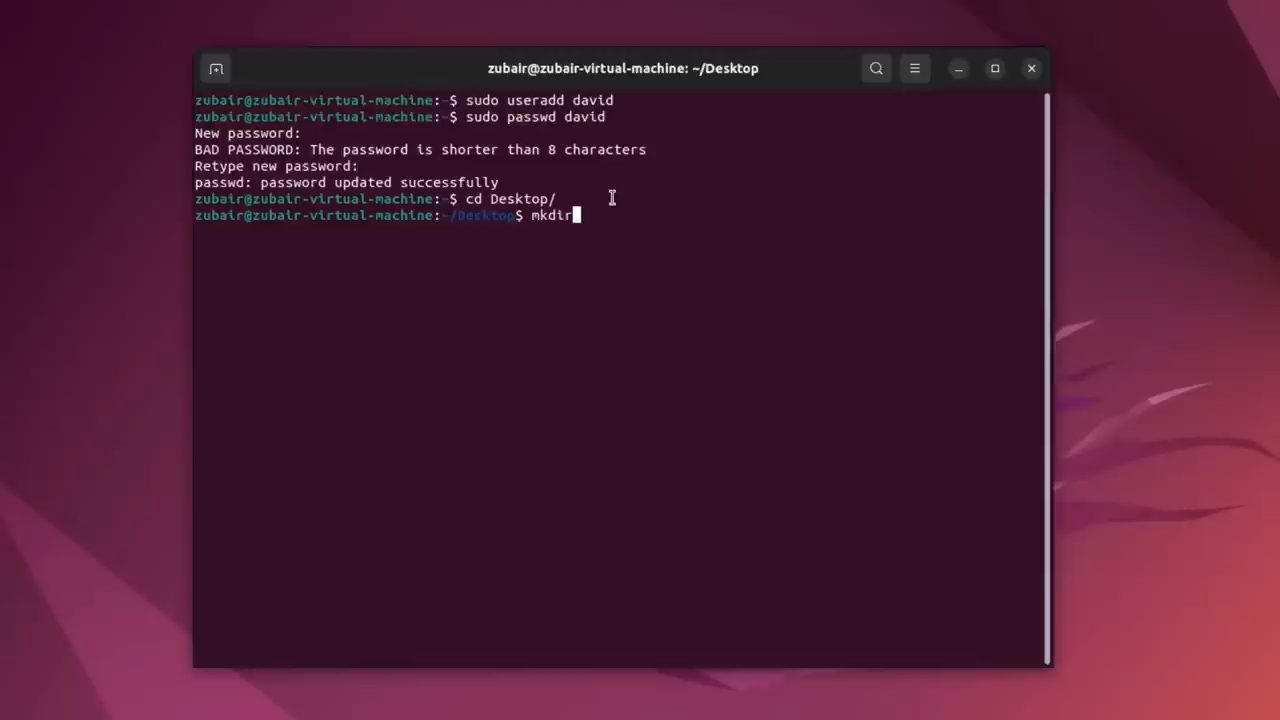 zubair@zubair-virtual-machine: ~/Desktop
zubair@zubair-virtual-machine:~$ sudo useradd david
zubair@zubair-virtual-machine:~$ sudo passwd david
New password:
BAD PASSWORD: The password is shorter than 8 characters
Retype new password:
passwd: password updated successfully
zubair@zubair-virtual-machine:~$ cd Desktop/
zubair@zubair-virtual-machine:~/Desktop$ mkdir